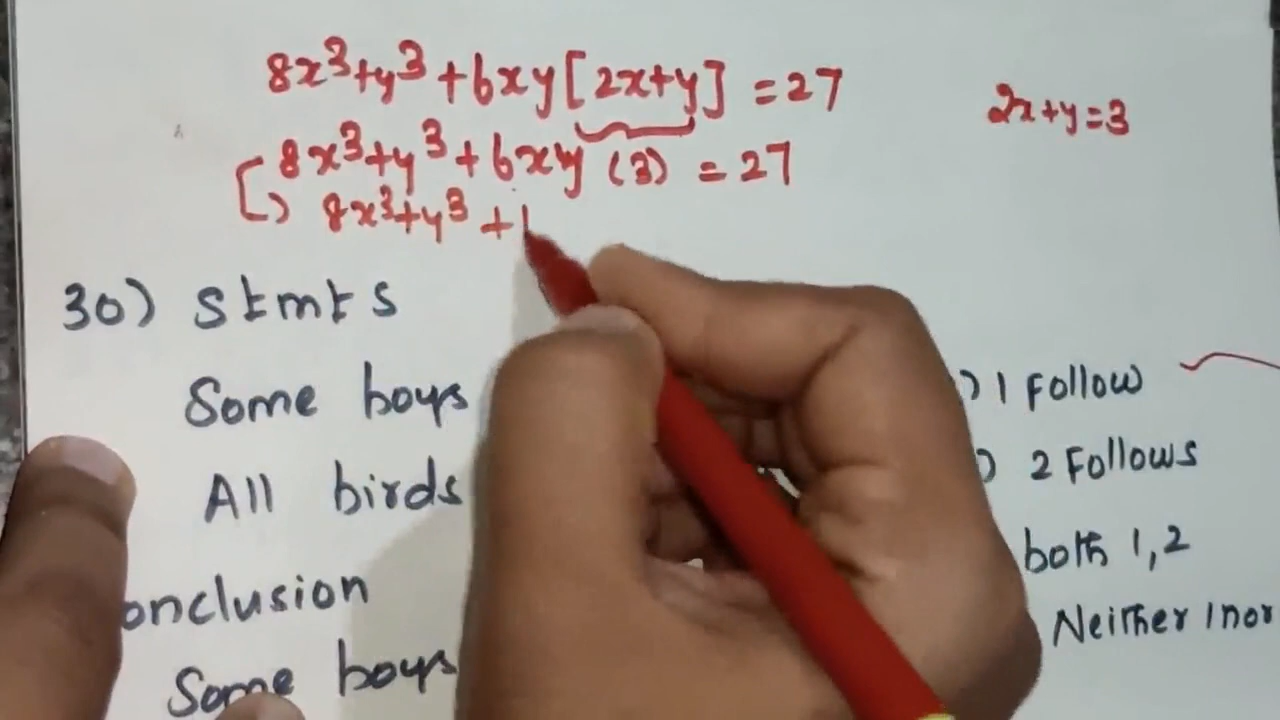 8x³+y³+6xy[2x+y] = 27
2x+y=3
8x³+y³+6xy (3) = 27
8x³+y³ +
30) Stmts
Some boys
1 Follow
All birds
2 Follows
both 1,2
onclusion
Neither 1 nor
Some boys